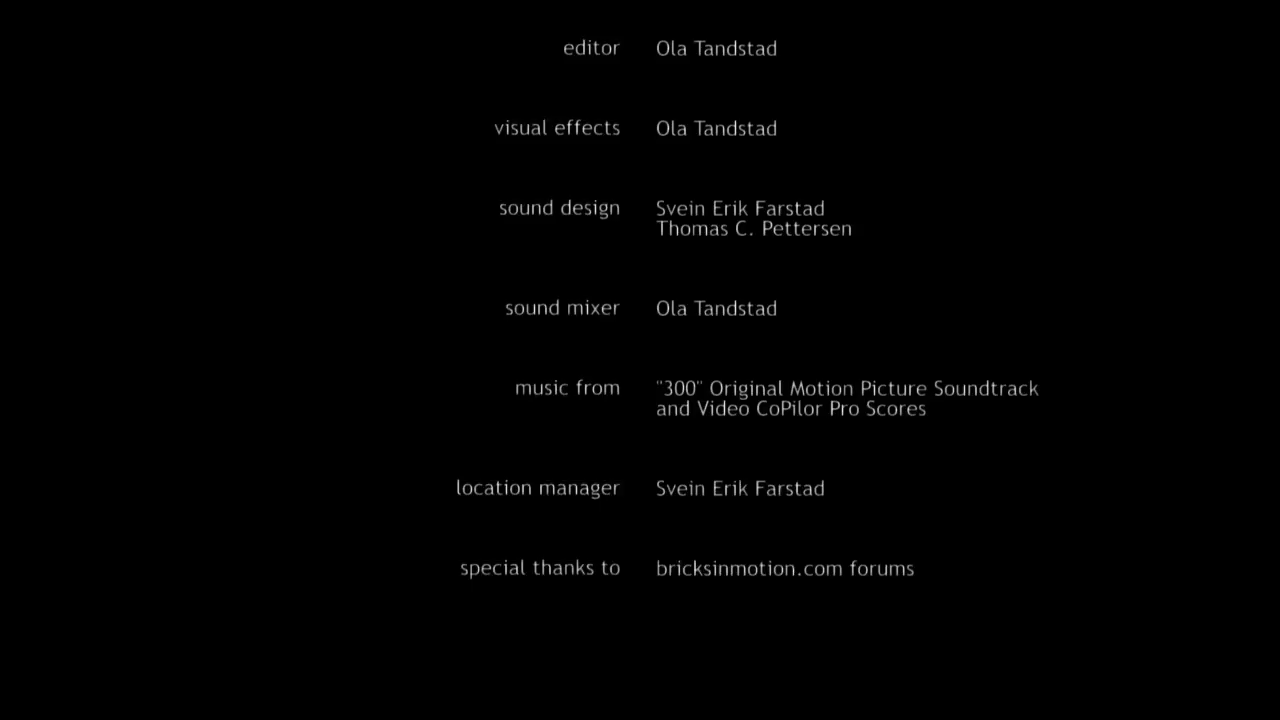 editor Ola Tandstad
visual effects Ola Tandstad
sound design Svein Erik Farstad
Thomas C. Pettersen
sound mixer Ola Tandstad
music from "300" Original Motion Picture Soundtrack
and Video CoPilor Pro Scores
location manager Svein Erik Farstad
special thanks to bricksinmotion.com forums